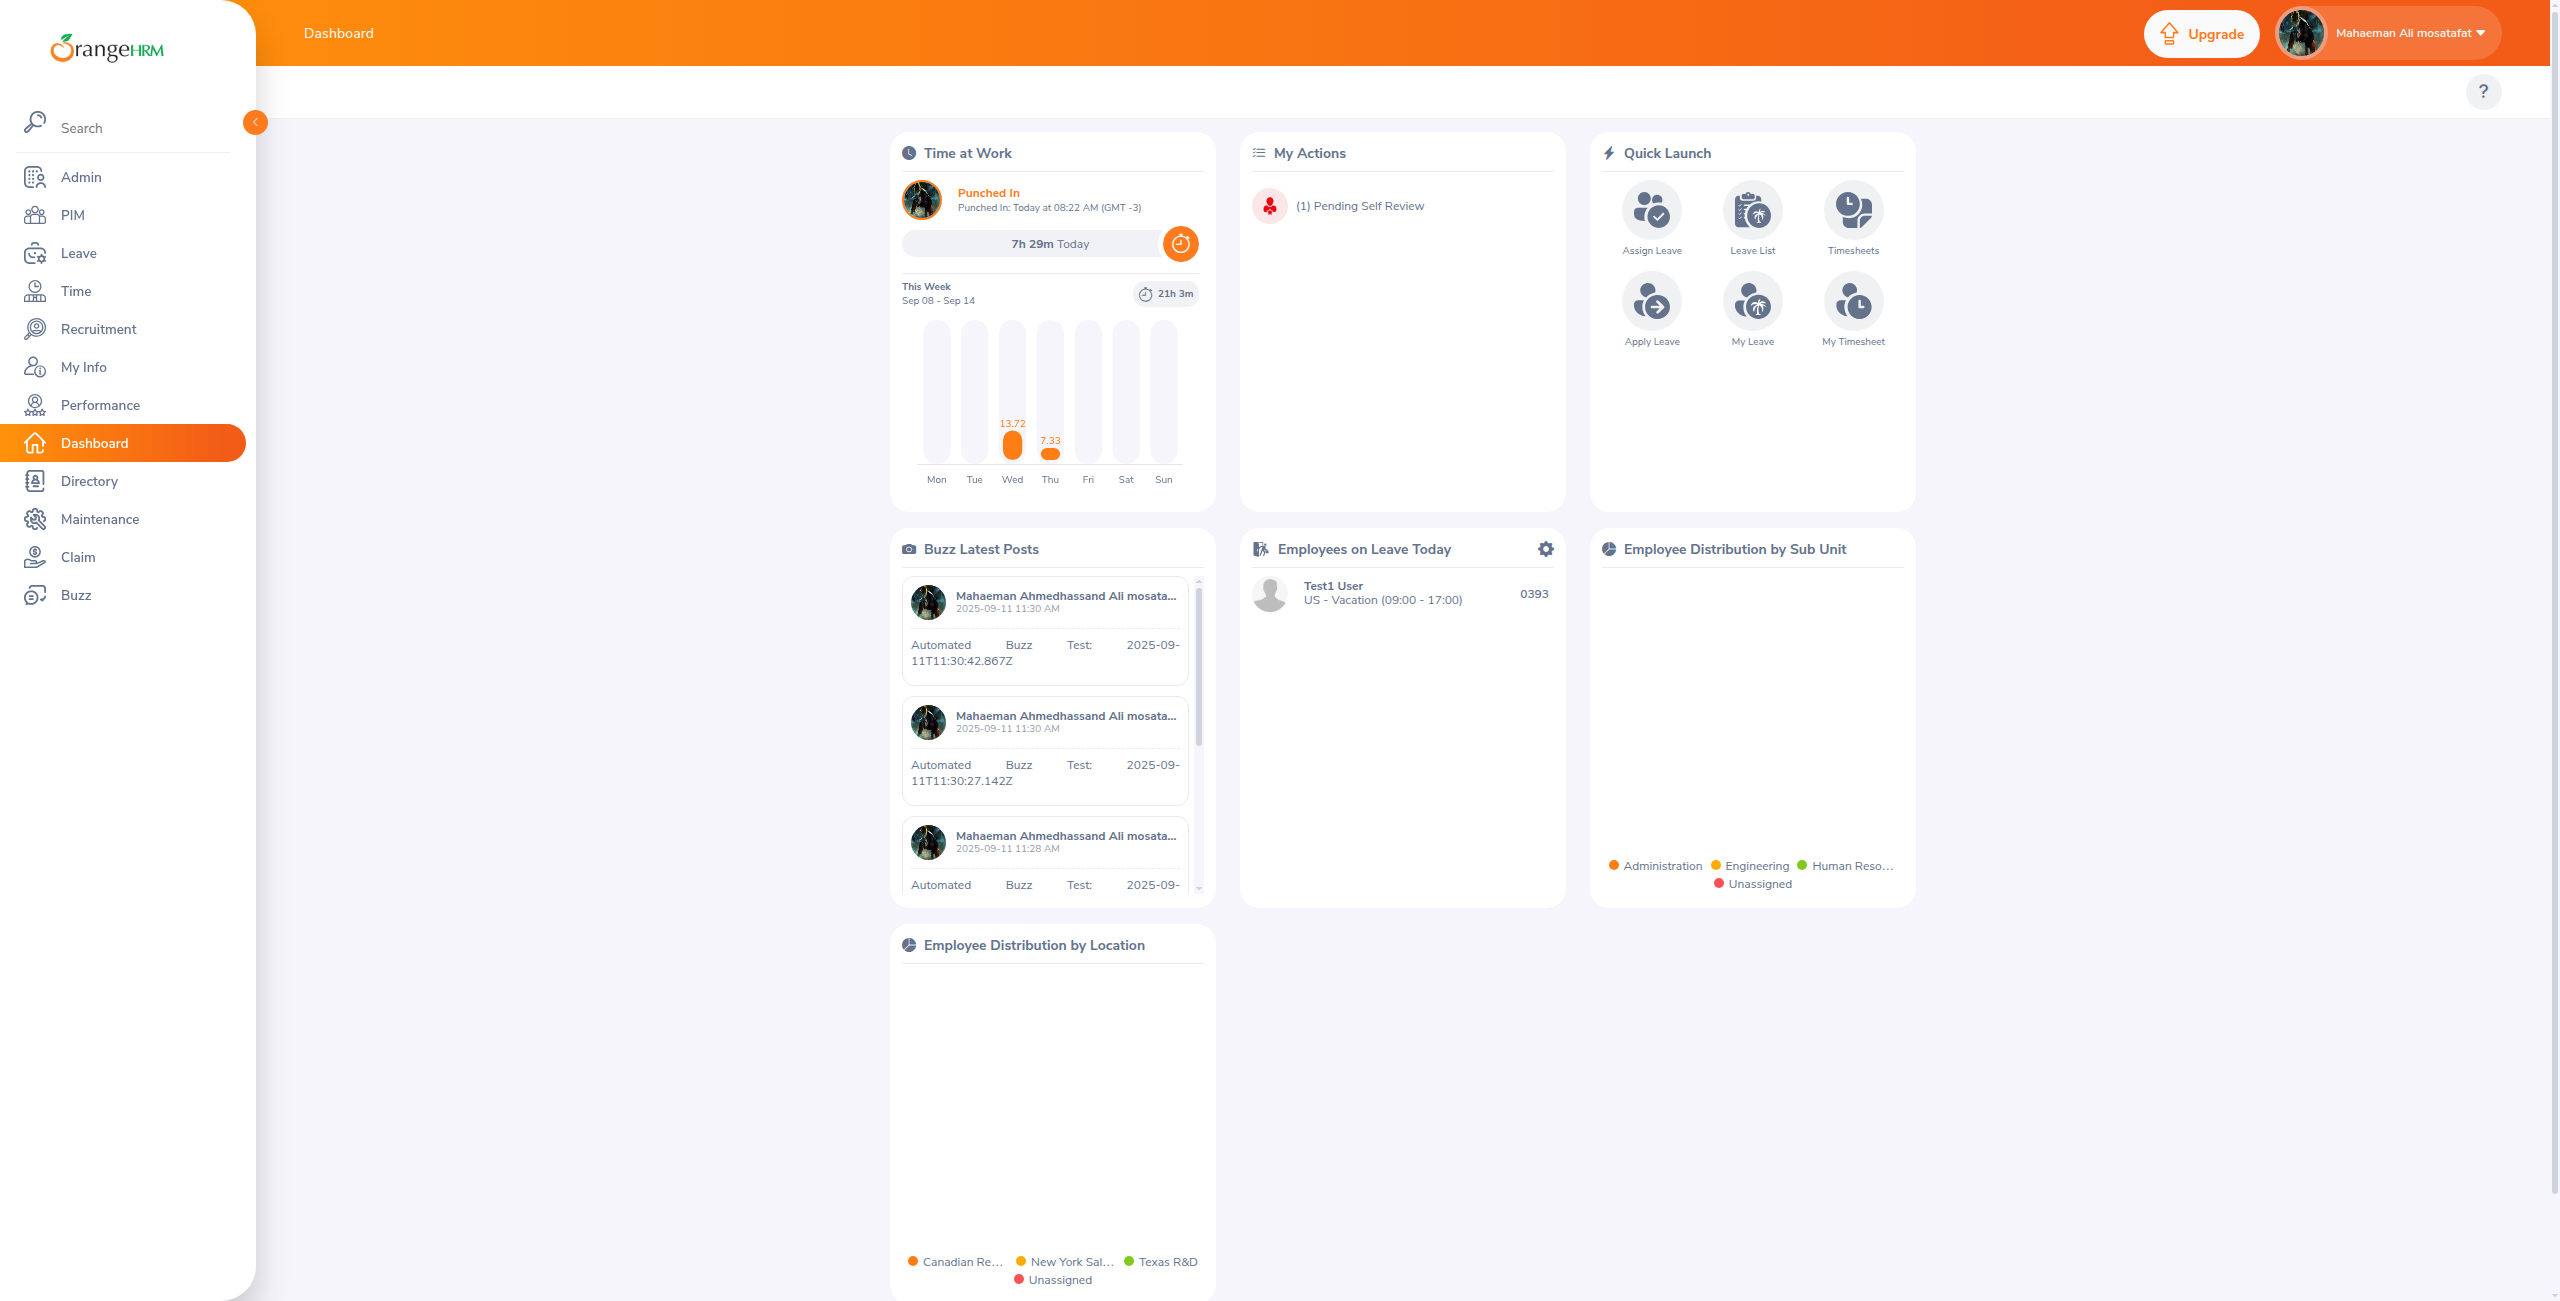 OrangeHRM
Dashboard
Upgrade
Mahaeman Ali mosatafat
?
Search
Admin
PIM
Leave
Time
Recruitment
My Info
Performance
Dashboard
Directory
Maintenance
Claim
Buzz
Time at Work
Punched In
Punched In: Today at 08:22 AM (GMT -3)
7h 29m Today
This Week
Sep 08 - Sep 14
21h 3m
13.72
7.33
Mon Tue Wed Thu Fri Sat Sun
My Actions
(1) Pending Self Review
Quick Launch
Assign Leave
Leave List
Timesheets
Apply Leave
My Leave
My Timesheet
Buzz Latest Posts
Mahaeman Ahmedhassand Ali mosata...
2025-09-11 11:30 AM
Automated Buzz Test: 2025-09-
11T11:30:42.867Z
Mahaeman Ahmedhassand Ali mosata...
2025-09-11 11:30 AM
Automated Buzz Test: 2025-09-
11T11:30:27.142Z
Mahaeman Ahmedhassand Ali mosata...
2025-09-11 11:28 AM
Automated Buzz Test: 2025-09-
Employees on Leave Today
Test1 User
US - Vacation (09:00 - 17:00)
0393
Employee Distribution by Sub Unit
Administration Engineering Human Reso...
Unassigned
Employee Distribution by Location
Canadian Re... New York Sal... Texas R&D
Unassigned